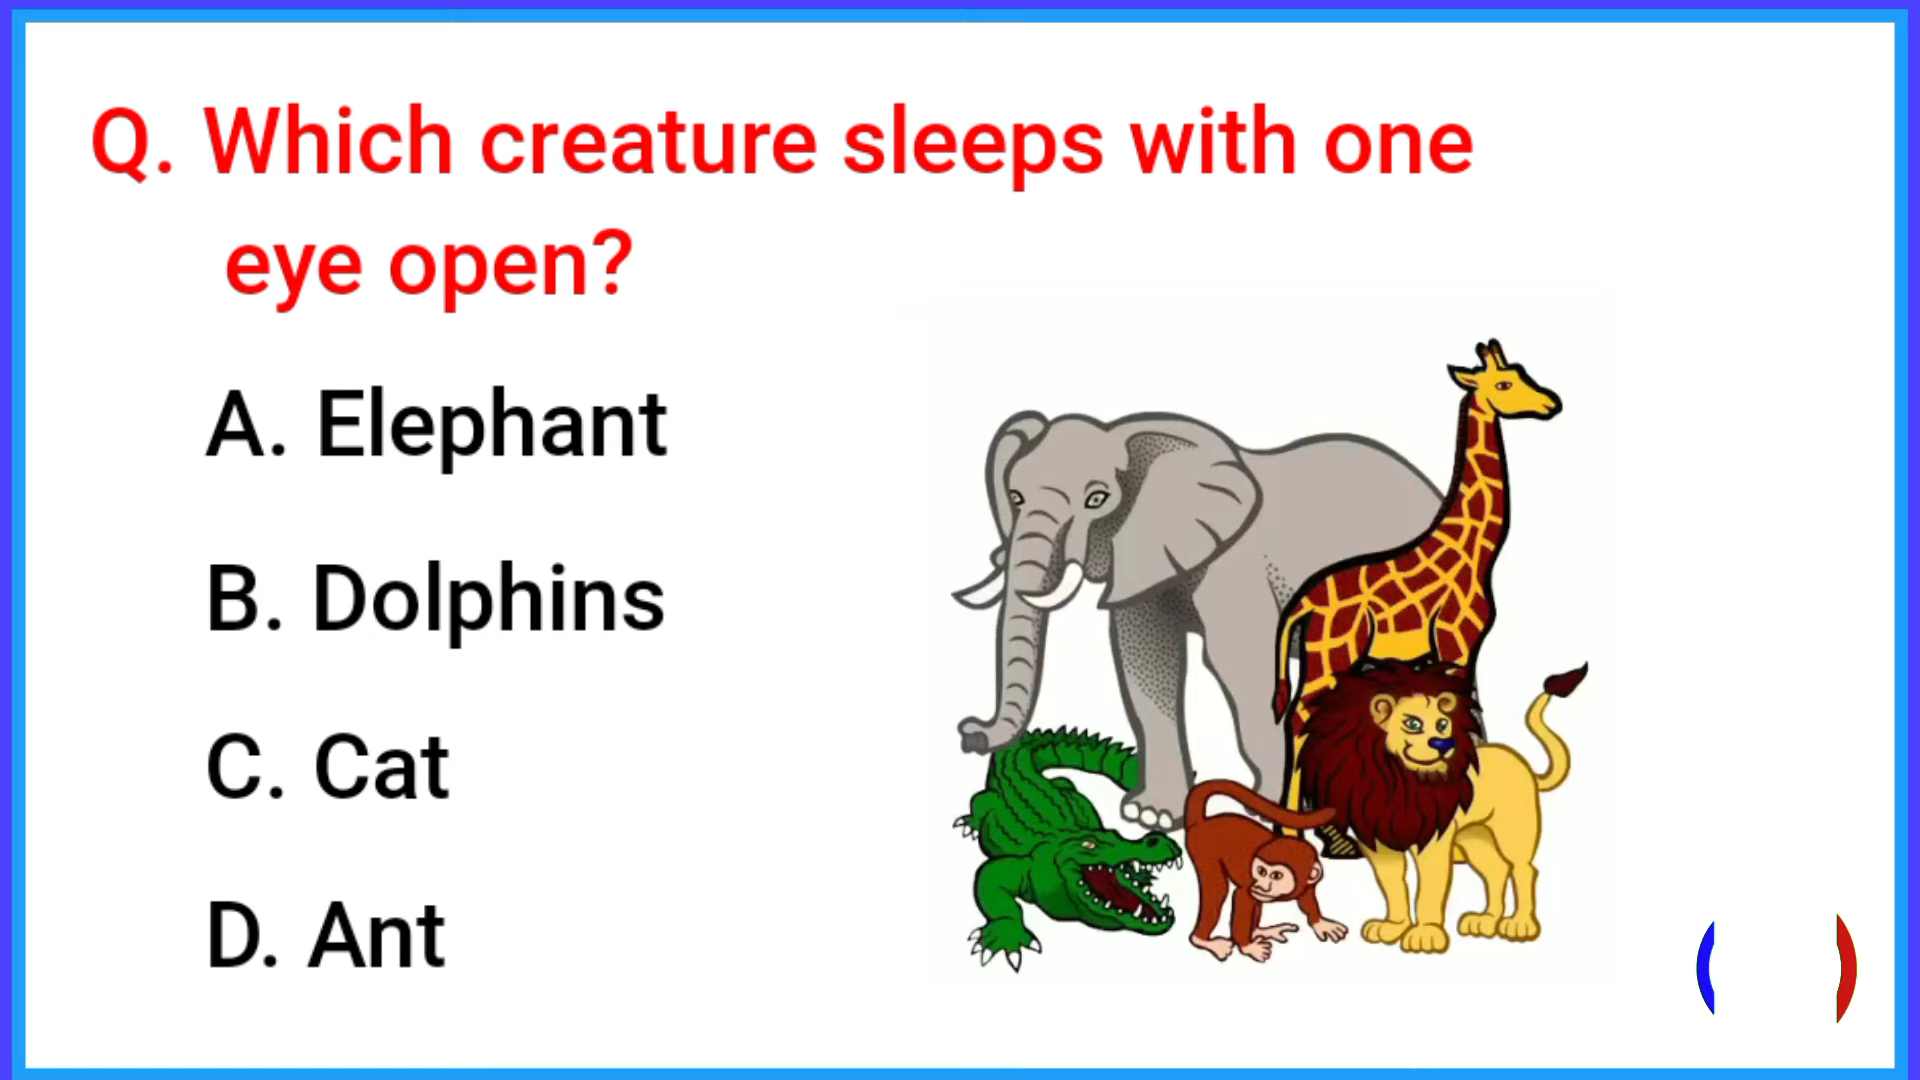 Q. Which creature sleeps with one
eye open?
A. Elephant
B. Dolphins
C. Cat
D. Ant